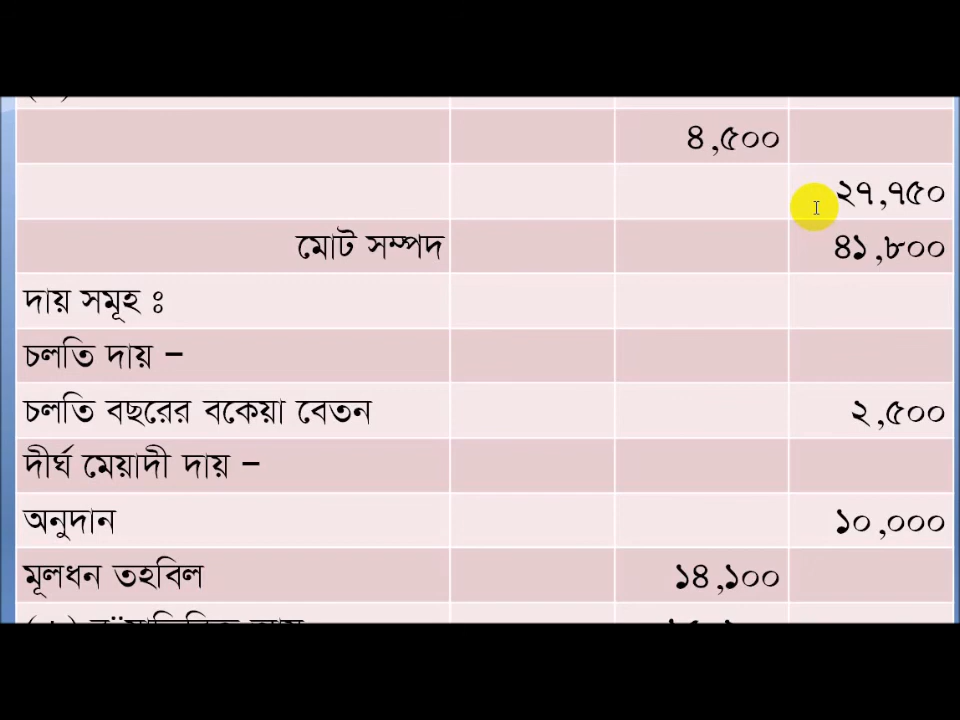 ৪,৫০০
২৭,৭৫০
মোট সম্পদ ৪১,৮০০
দায় সমূহ ঃ
চলতি দায় –
চলতি বছরের বকেয়া বেতন ২,৫০০
দীর্ঘ মেয়াদী দায় –
অনুদান ১০,০০০
মূলধন তহবিল ১৪,১০০